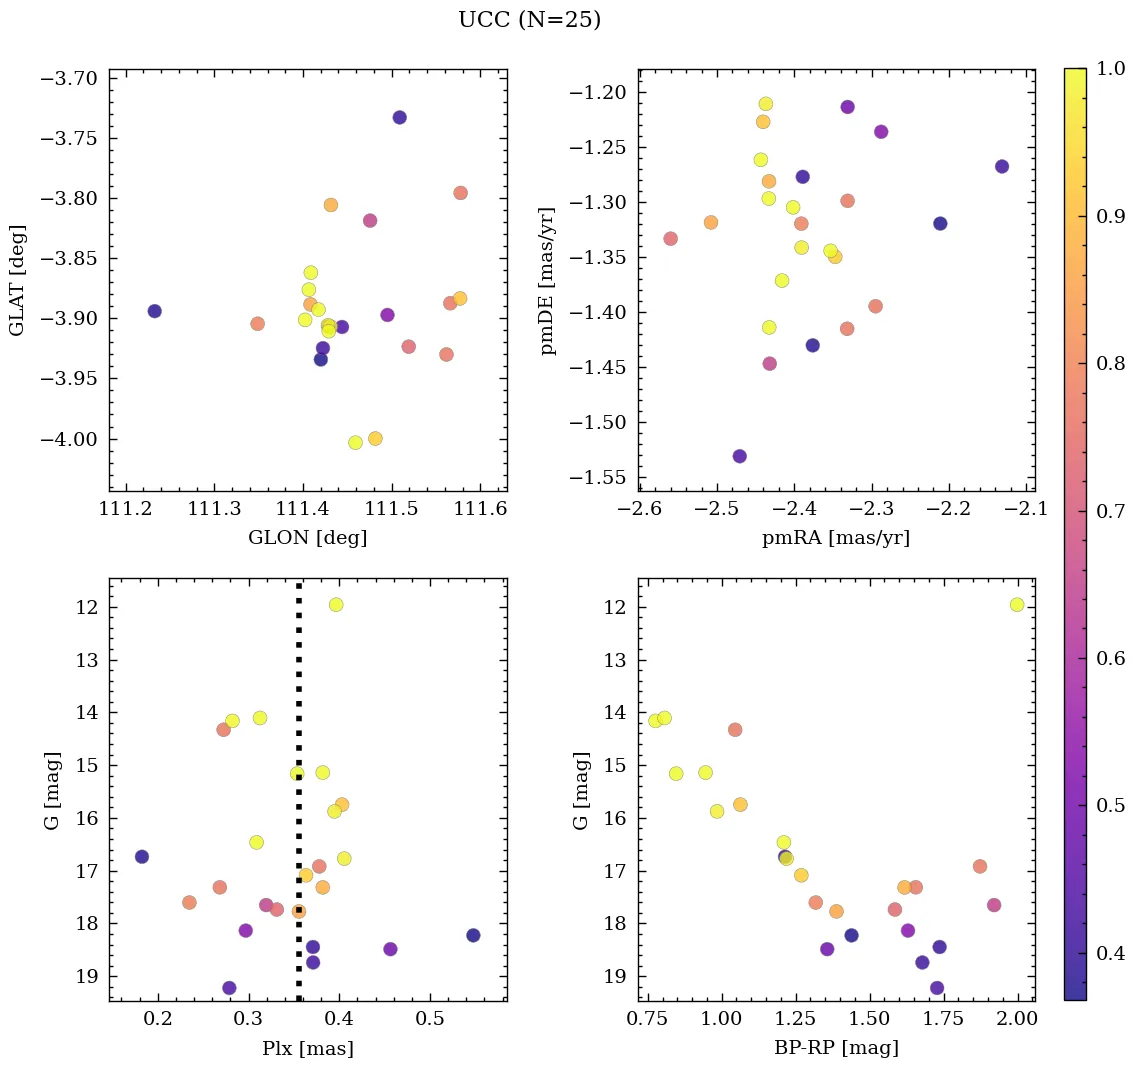 UCC (N=25)
−3.70
−3.75
−3.80
−3.85
−3.90
−3.95
−4.00
GLAT [deg]
111.2 111.3 111.4 111.5 111.6
GLON [deg]
−1.20
−1.25
−1.30
−1.35
−1.40
−1.45
−1.50
−1.55
pmDE [mas/yr]
−2.6 −2.5 −2.4 −2.3 −2.2 −2.1
pmRA [mas/yr]
12
13
14
15
16
17
18
19
G [mag]
0.2 0.3 0.4 0.5
Plx [mas]
12
13
14
15
16
17
18
19
G [mag]
0.75 1.00 1.25 1.50 1.75 2.00
BP-RP [mag]
1.0
0.9
0.8
0.7
0.6
0.5
0.4